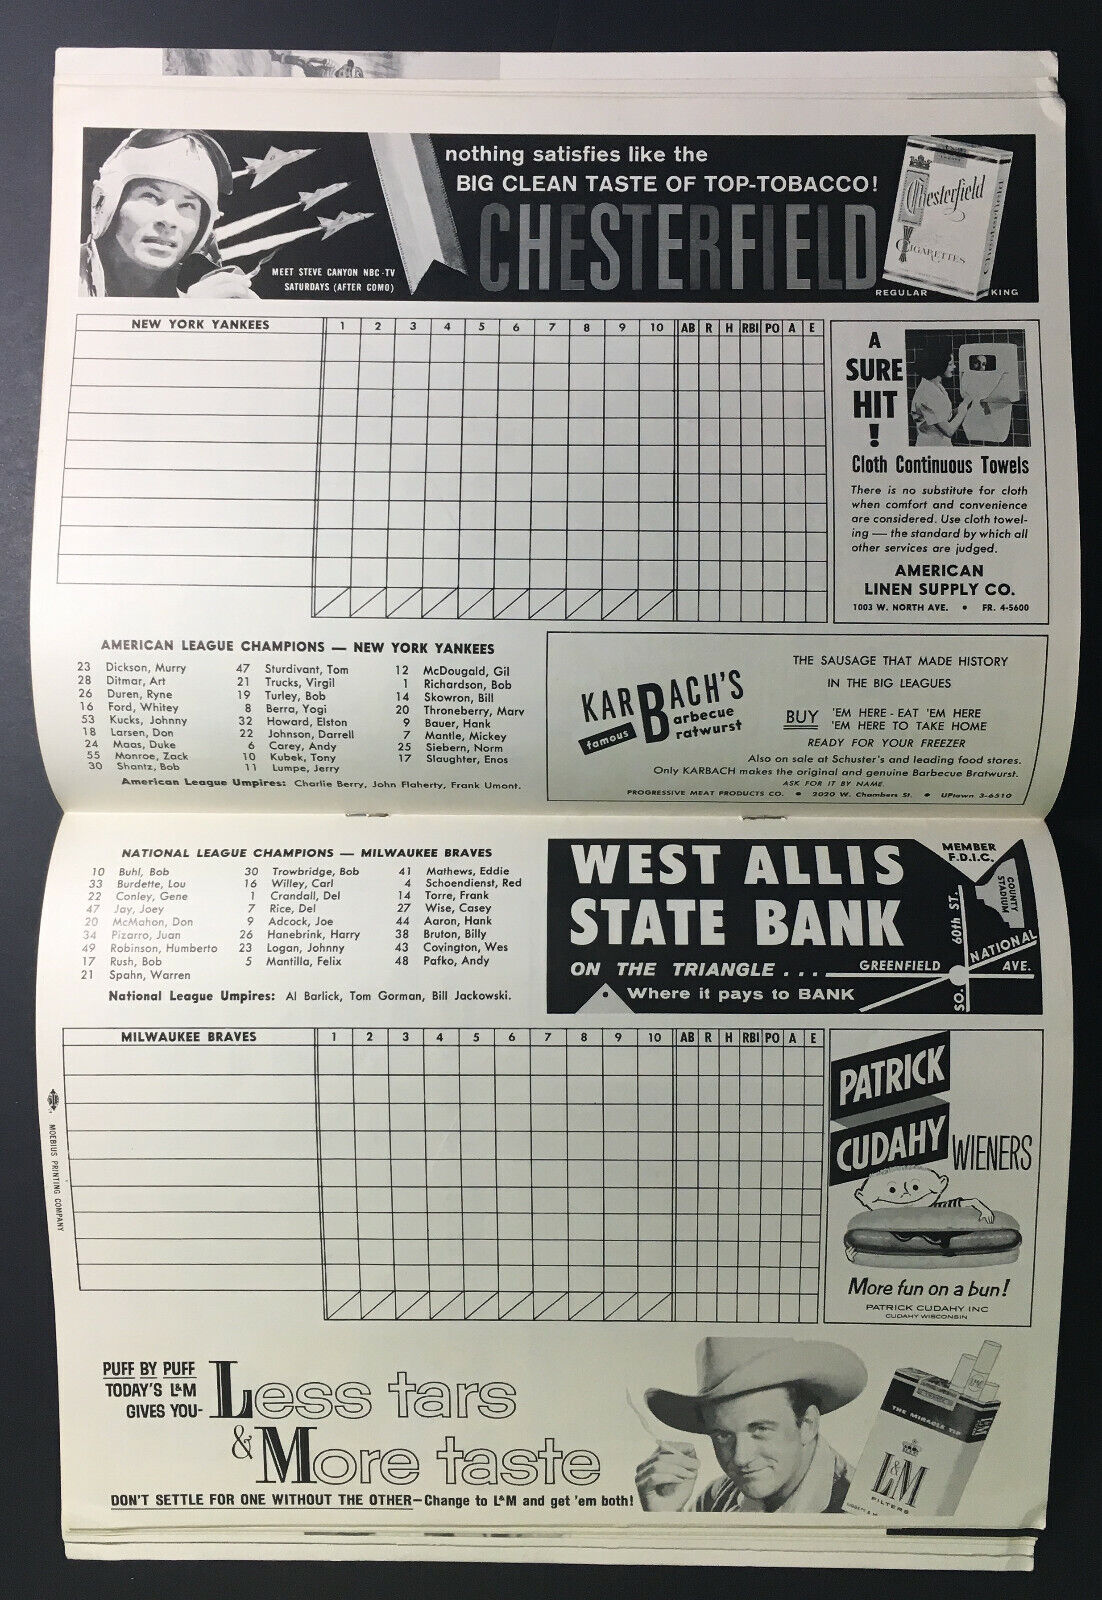 nothing satisfies like the
BIG CLEAN TASTE OF TOP-TOBACCO!
CHESTERFIELD
MEET STEVE CANYON NBC-TV
SATURDAYS (AFTER COMO)
Chesterfield
CIGARETTES
REGULAR KING
NEW YORK YANKEES 1 2 3 4 5 6 7 8 9 10 AB R H RBI PO A E
A
SURE
HIT
!
Cloth Continuous Towels
There is no substitute for cloth
when comfort and convenience
are considered. Use cloth towel-
ing — the standard by which all
other services are judged.
AMERICAN
LINEN SUPPLY CO.
1003 W. NORTH AVE. • FR. 4-5600
AMERICAN LEAGUE CHAMPIONS — NEW YORK YANKEES
23 Dickson, Murry 47 Sturdivant, Tom 12 McDougald, Gil
28 Ditmar, Art 21 Trucks, Virgil 1 Richardson, Bob
26 Duren, Ryne 19 Turley, Bob 14 Skowron, Bill
16 Ford, Whitey 8 Berra, Yogi 20 Throneberry, Marv
53 Kucks, Johnny 32 Howard, Elston 9 Bauer, Hank
18 Larsen, Don 22 Johnson, Darrell 7 Mantle, Mickey
24 Maas, Duke 6 Carey, Andy 25 Siebern, Norm
55 Monroe, Zack 10 Kubek, Tony 17 Slaughter, Enos
30 Shantz, Bob 11 Lumpe, Jerry
American League Umpires: Charlie Berry, John Flaherty, Frank Umont.
KARBACH'S
famous Barbecue
Bratwurst
THE SAUSAGE THAT MADE HISTORY
IN THE BIG LEAGUES
BUY 'EM HERE - EAT 'EM HERE
'EM HERE TO TAKE HOME
READY FOR YOUR FREEZER
Also on sale at Schuster's and leading food stores.
Only KARBACH makes the original and genuine Barbecue Bratwurst.
ASK FOR IT BY NAME
PROGRESSIVE MEAT PRODUCTS CO. • 2020 W. Chambers St. • UPtown 3-6510
NATIONAL LEAGUE CHAMPIONS — MILWAUKEE BRAVES
10 Buhl, Bob 30 Trowbridge, Bob 41 Mathews, Eddie
33 Burdette, Lou 16 Willey, Carl 4 Schoendienst, Red
22 Conley, Gene 1 Crandall, Del 14 Torre, Frank
47 Jay, Joey 7 Rice, Del 27 Wise, Casey
20 McMahon, Don 9 Adcock, Joe 44 Aaron, Hank
34 Pizarro, Juan 26 Hanebrink, Harry 38 Bruton, Billy
49 Robinson, Humberto 23 Logan, Johnny 43 Covington, Wes
17 Rush, Bob 5 Mantilla, Felix 48 Pafko, Andy
21 Spahn, Warren
National League Umpires: Al Barlick, Tom Gorman, Bill Jackowski.
WEST ALLIS
STATE BANK
ON THE TRIANGLE . . .
Where it pays to BANK
MEMBER
F.D.I.C.
COUNTY
STADIUM
60th ST.
NATIONAL
AVE.
GREENFIELD
SO.
MILWAUKEE BRAVES 1 2 3 4 5 6 7 8 9 10 AB R H RBI PO A E
MOEBIUS PRINTING COMPANY
PATRICK
CUDAHY WIENERS
More fun on a bun!
PATRICK CUDAHY INC
CUDAHY WISCONSIN
PUFF BY PUFF
TODAY'S L&M
GIVES YOU-
Less tars
& More taste
DON'T SETTLE FOR ONE WITHOUT THE OTHER—Change to L&M and get 'em both!
THE MIRACLE TIP
L&M
FILTERS